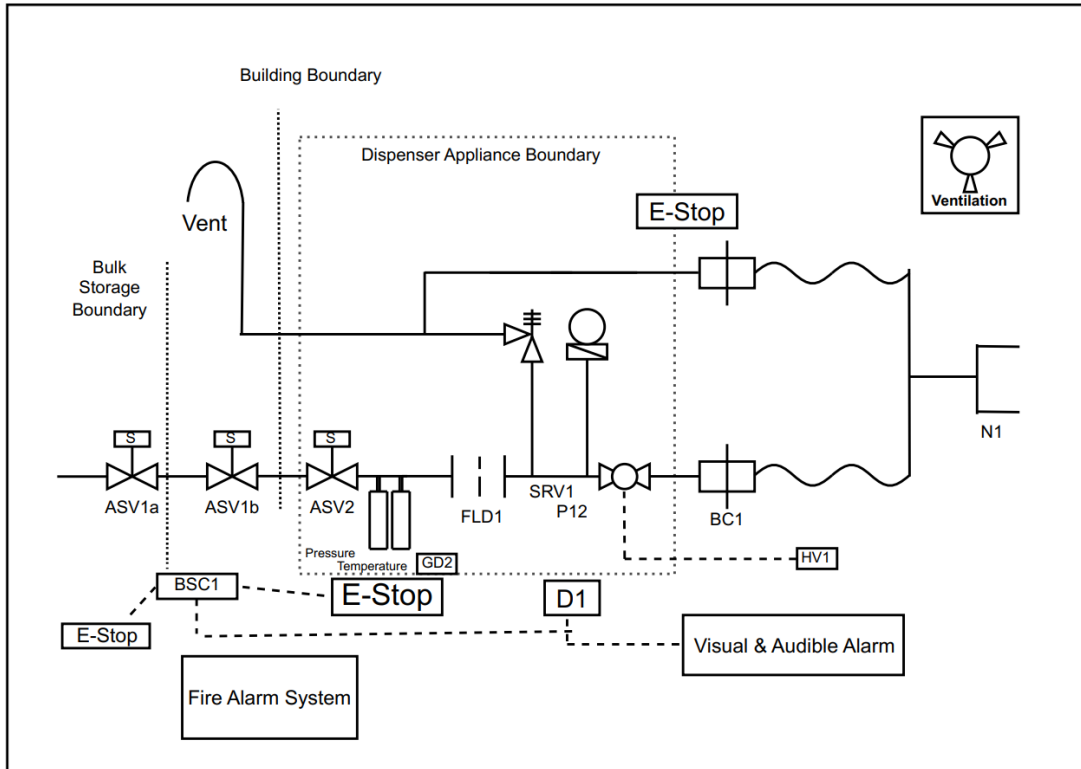 Building Boundary
Dispenser Appliance Boundary
Ventilation
E-Stop
Vent
Bulk
Storage
Boundary
N1
S
S
S
ASV1a
ASV1b
ASV2
FLD1
SRV1
P12
BC1
Pressure
Temperature
GD2
HV1
BSC1
E-Stop
D1
E-Stop
Visual & Audible Alarm
Fire Alarm System